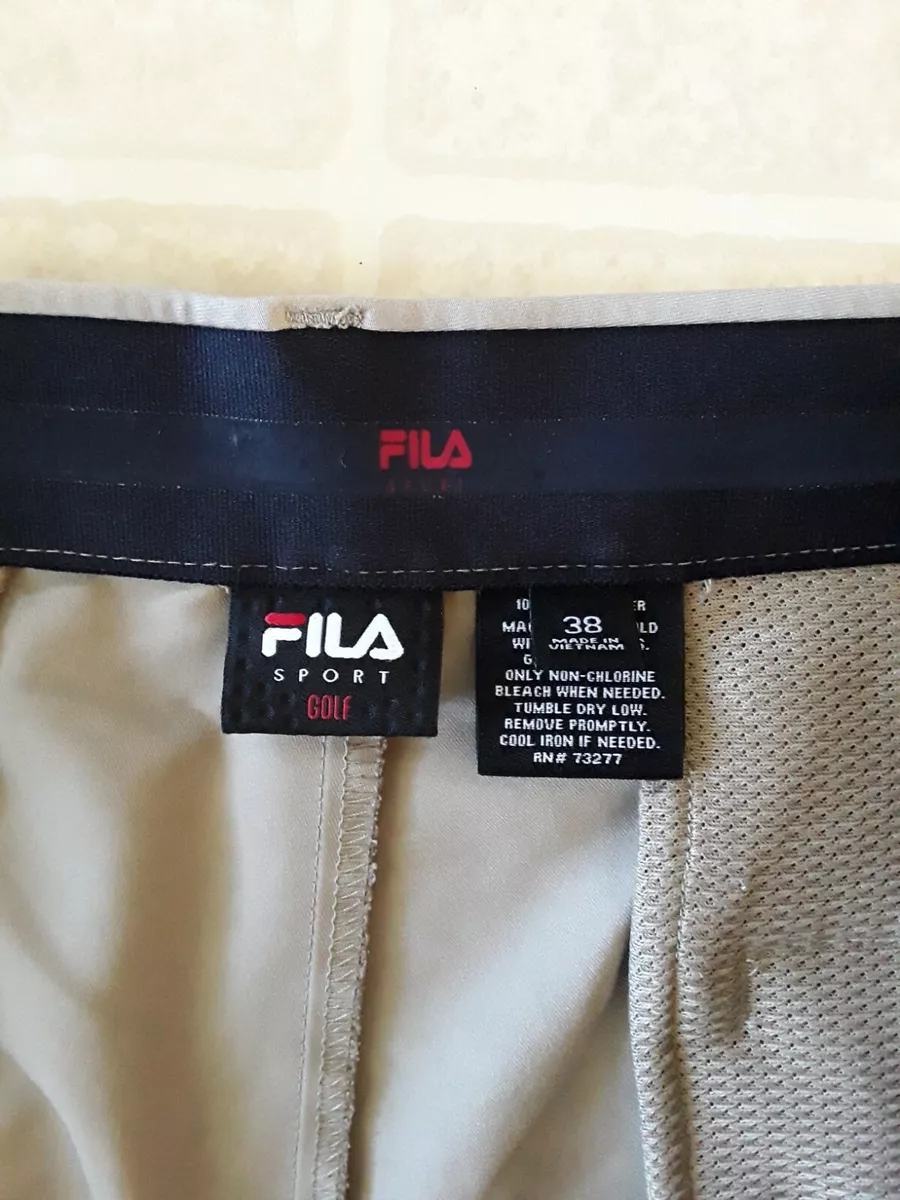 FILA
SPORT
FILA
SPORT
GOLF
38
MADE IN
VIETNAM
ONLY NON-CHLORINE
BLEACH WHEN NEEDED.
TUMBLE DRY LOW.
REMOVE PROMPTLY.
COOL IRON IF NEEDED.
RN# 73277